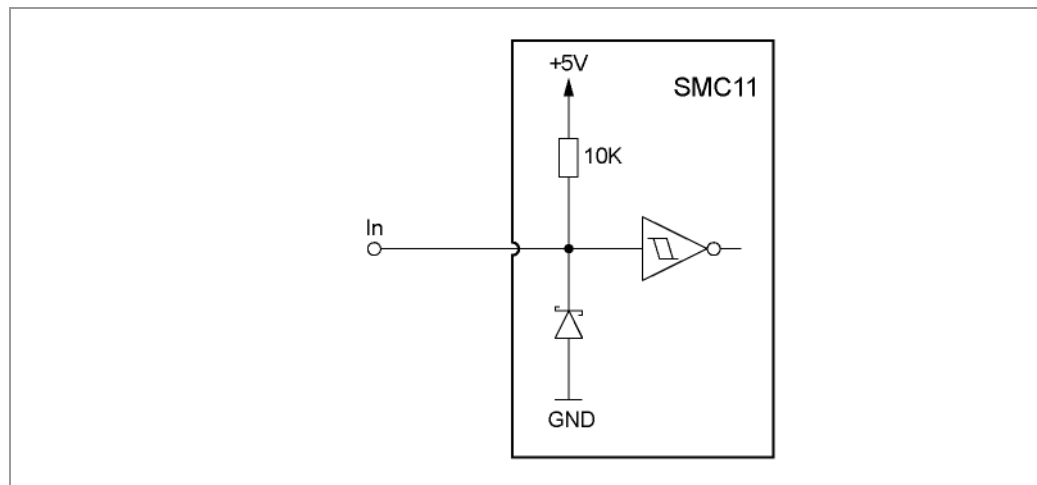 +5V
SMC11
10K
In
GND